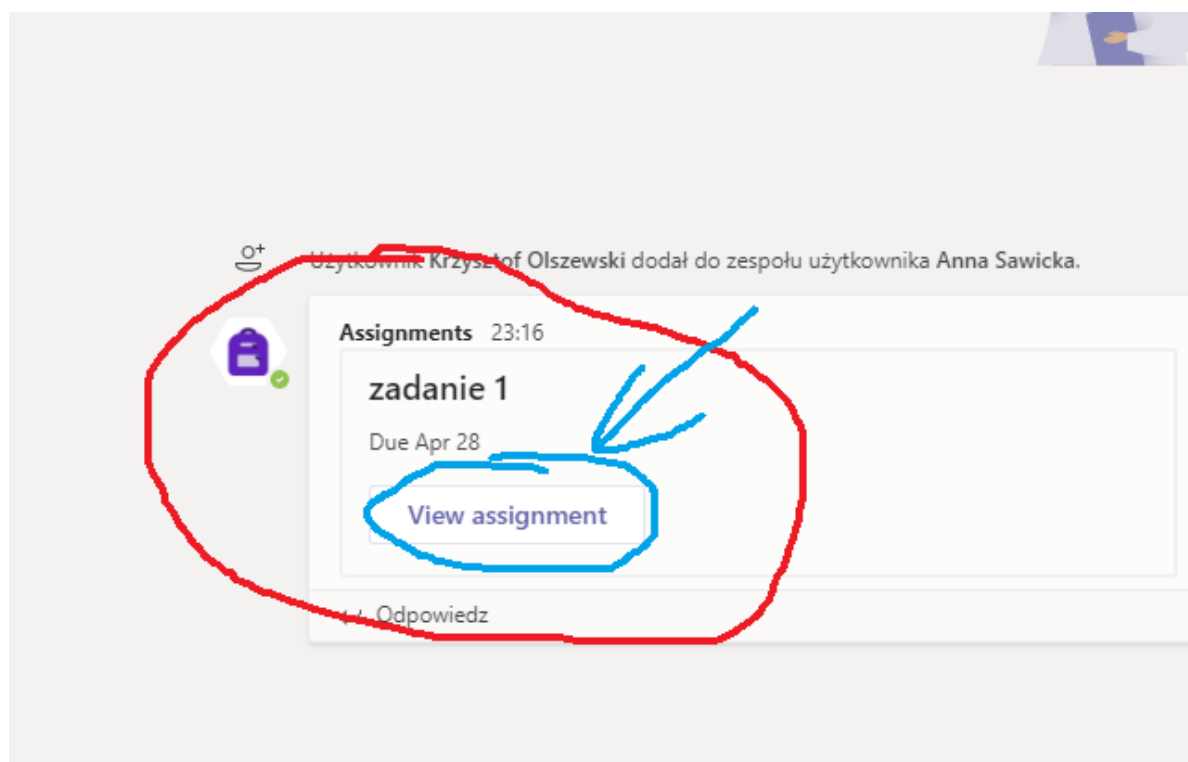 Użytkownik Krzysztof Olszewski dodał do zespołu użytkownika Anna Sawicka.
Assignments 23:16
zadanie 1
Due Apr 28
View assignment
Odpowiedz